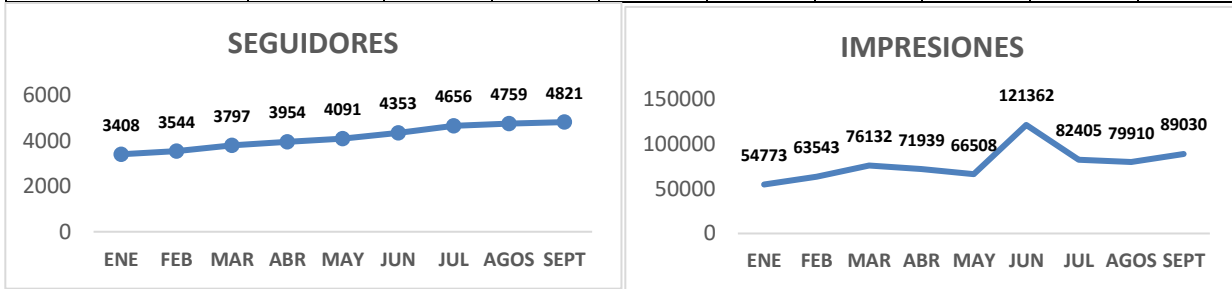 SEGUIDORES
6000
4000
2000
0
3408 3544 3797 3954 4091 4353 4656 4759 4821
ENE FEB MAR ABR MAY JUN JUL AGOS SEPT
IMPRESIONES
150000
100000
50000
0
54773 63543 76132 71939 66508 121362 82405 79910 89030
ENE FEB MAR ABR MAY JUN JUL AGOS SEPT